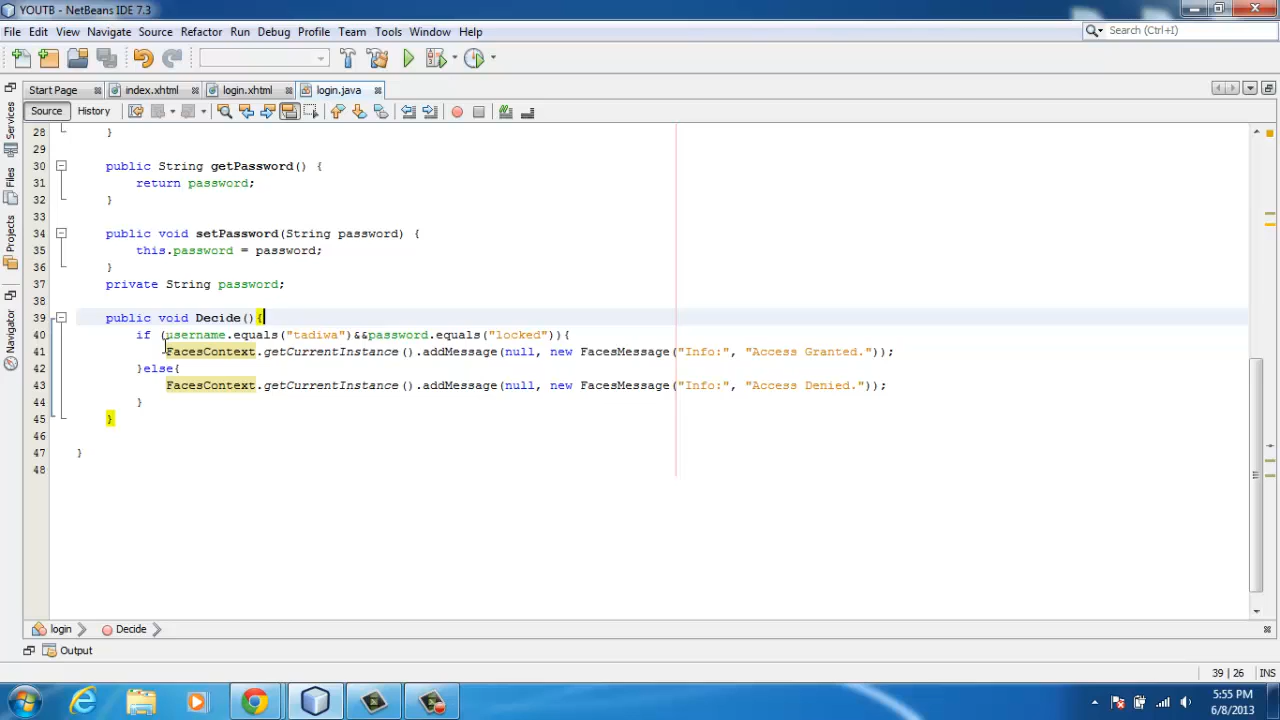 YOUTB - NetBeans IDE 7.3
File Edit View Navigate Source Refactor Run Debug Profile Team Tools Window Help
Search (Ctrl+I)
Start Page index.xhtml login.xhtml login.java
Source History
Services
Files
Projects
Navigator
28 }
29
30 public String getPassword() {
31 return password;
32 }
33
34 public void setPassword(String password) {
35 this.password = password;
36 }
37 private String password;
38
39 public void Decide(){
40 if (username.equals("tadiwa")&&password.equals("locked")){
41 FacesContext.getCurrentInstance().addMessage(null, new FacesMessage("Info:", "Access Granted."));
42 }else{
43 FacesContext.getCurrentInstance().addMessage(null, new FacesMessage("Info:", "Access Denied."));
44 }
45 }
46
47 }
48
login Decide
Output
39 | 26 INS
5:55 PM
6/8/2013